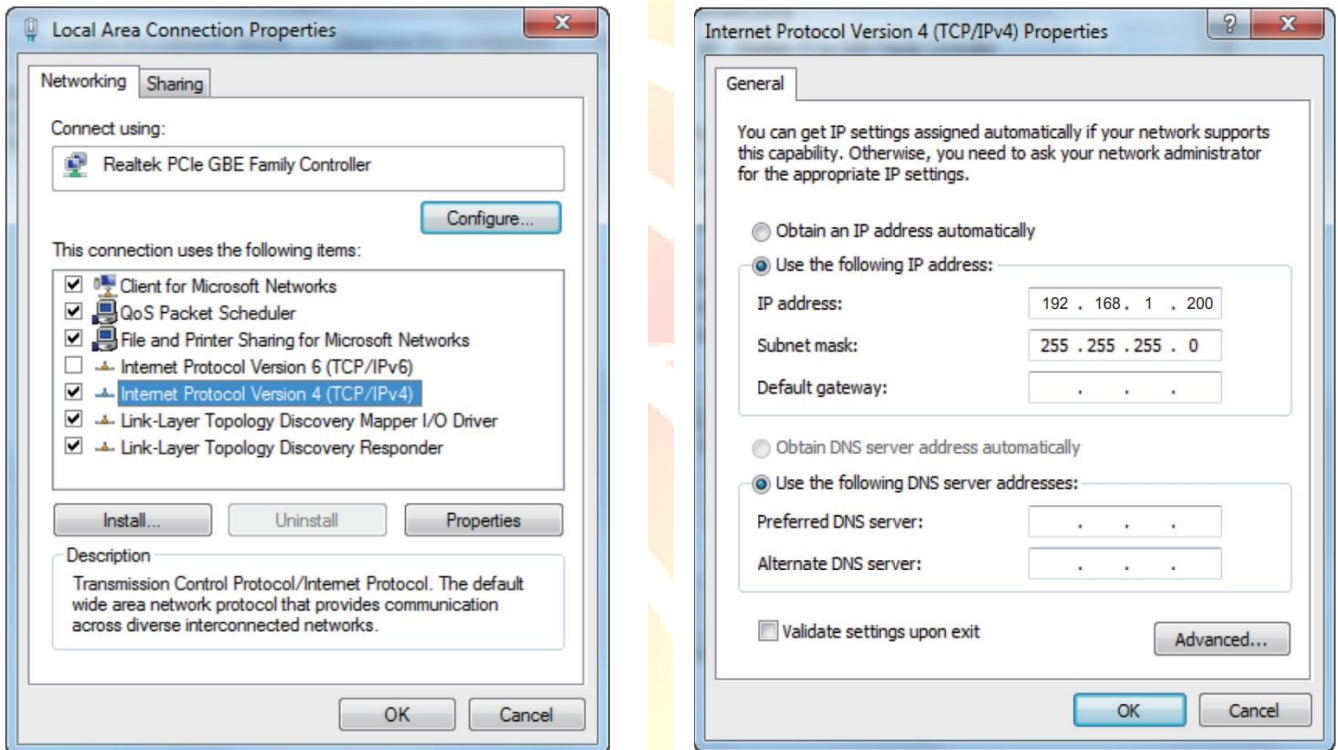 Local Area Connection Properties
Networking
Sharing
Connect using:
Realtek PCIe GBE Family Controller
Configure...
This connection uses the following items:
Client for Microsoft Networks
QoS Packet Scheduler
File and Printer Sharing for Microsoft Networks
Internet Protocol Version 6 (TCP/IPv6)
Internet Protocol Version 4 (TCP/IPv4)
Link-Layer Topology Discovery Mapper I/O Driver
Link-Layer Topology Discovery Responder
Install...
Uninstall
Properties
Description
Transmission Control Protocol/Internet Protocol. The default
wide area network protocol that provides communication
across diverse interconnected networks.
OK
Cancel
Internet Protocol Version 4 (TCP/IPv4) Properties
General
You can get IP settings assigned automatically if your network supports
this capability. Otherwise, you need to ask your network administrator
for the appropriate IP settings.
Obtain an IP address automatically
Use the following IP address:
IP address: 192 . 168 . 1 . 200
Subnet mask: 255 . 255 . 255 . 0
Default gateway: . . .
Obtain DNS server address automatically
Use the following DNS server addresses:
Preferred DNS server: . . .
Alternate DNS server: . . .
Validate settings upon exit
Advanced...
OK
Cancel